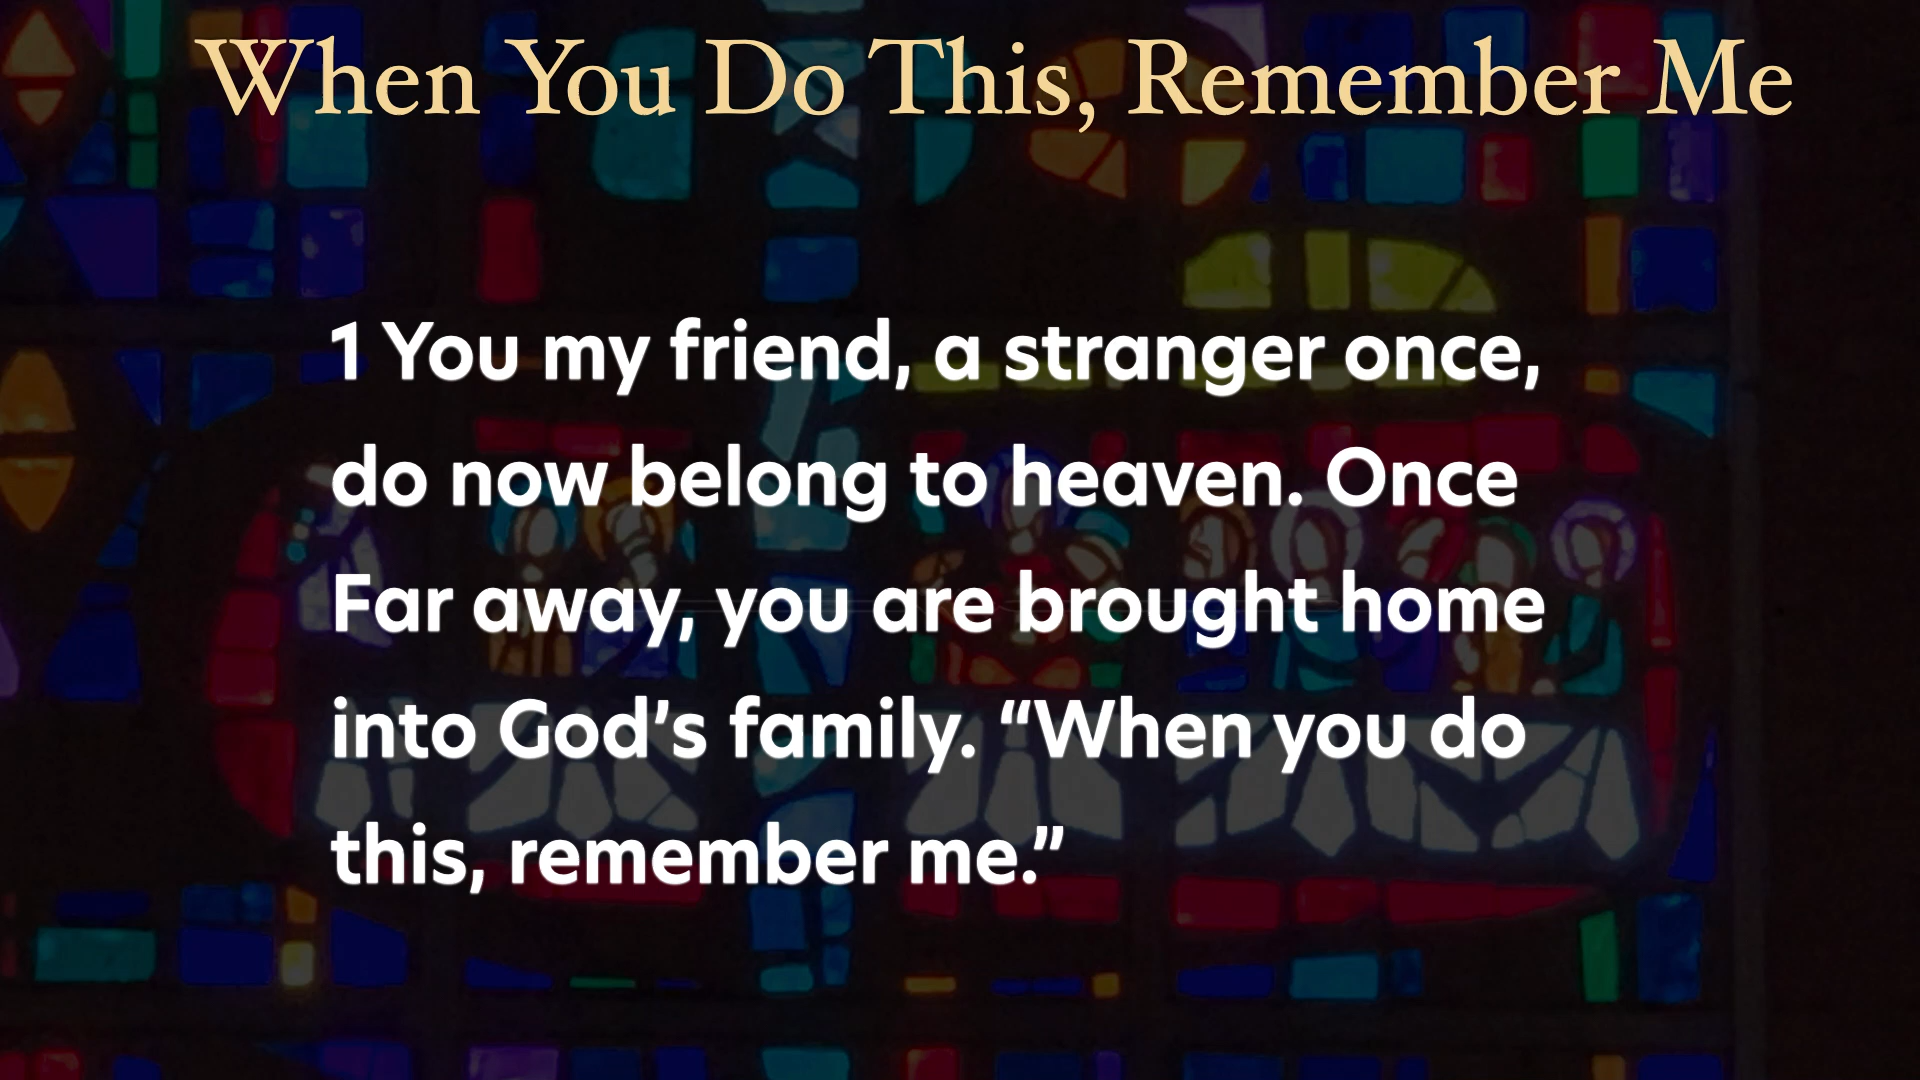 When You Do This, Remember Me
1 You my friend, a stranger once,
do now belong to heaven. Once
Far away, you are brought home
into God’s family. “When you do
this, remember me.”